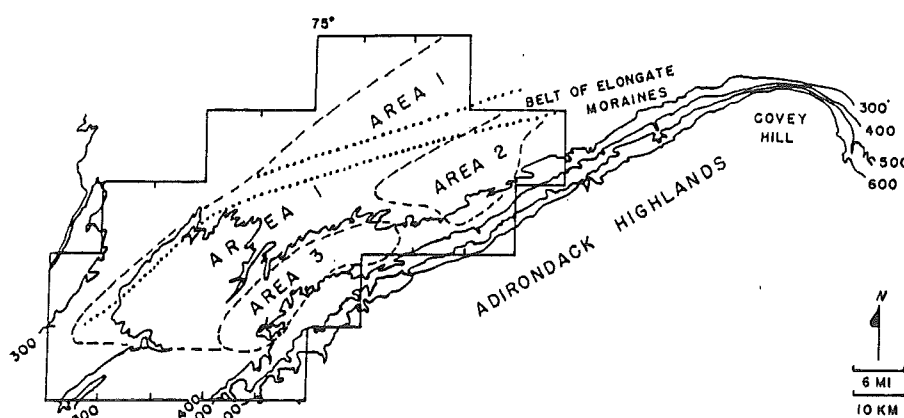 75°
AREA 1
BELT OF ELONGATE
MORAINES
300'
400
500
600
COVEY
HILL
AREA 2
AREA 1
AREA 3
ADIRONDACK HIGHLANDS
N
6 MI
10 KM
300
400